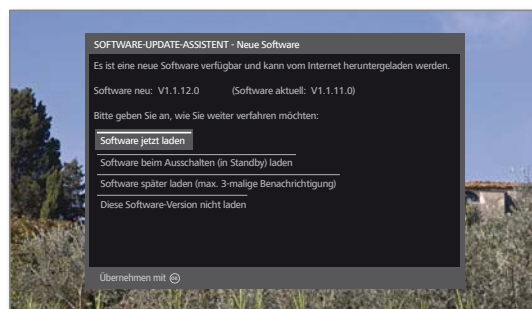 SOFTWARE-UPDATE-ASSISTENT - Neue Software
Es ist eine neue Software verfügbar und kann vom Internet heruntergeladen werden.
Software neu: V1.1.12.0 (Software aktuell: V1.1.11.0)
Bitte geben Sie an, wie Sie weiter verfahren möchten:
Software jetzt laden
Software beim Ausschalten (in Standby) laden
Software später laden (max. 3-malige Benachrichtigung)
Diese Software-Version nicht laden
Übernehmen mit OK